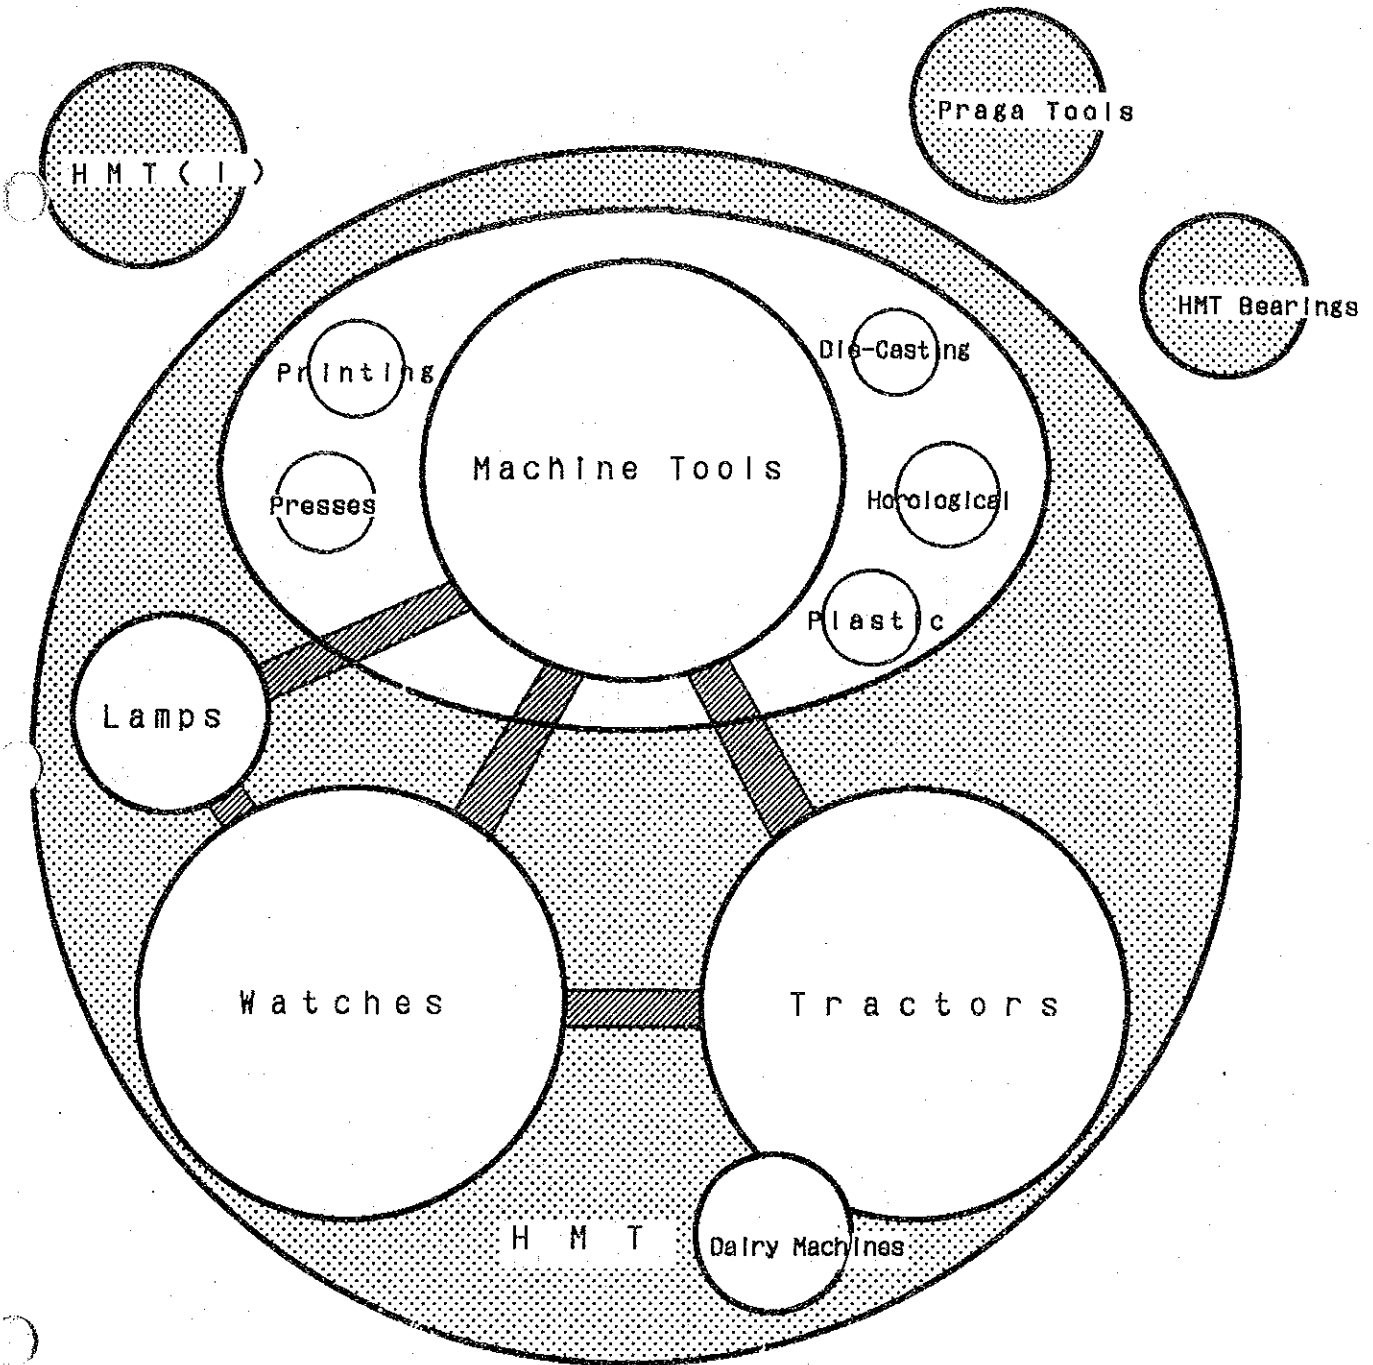 Praga Tools
HMT(I)
HMT Bearings
Printing
Die-Casting
Machine Tools
Presses
Horological
Plastic
Lamps
Watches
Tractors
HMT
Dairy Machines